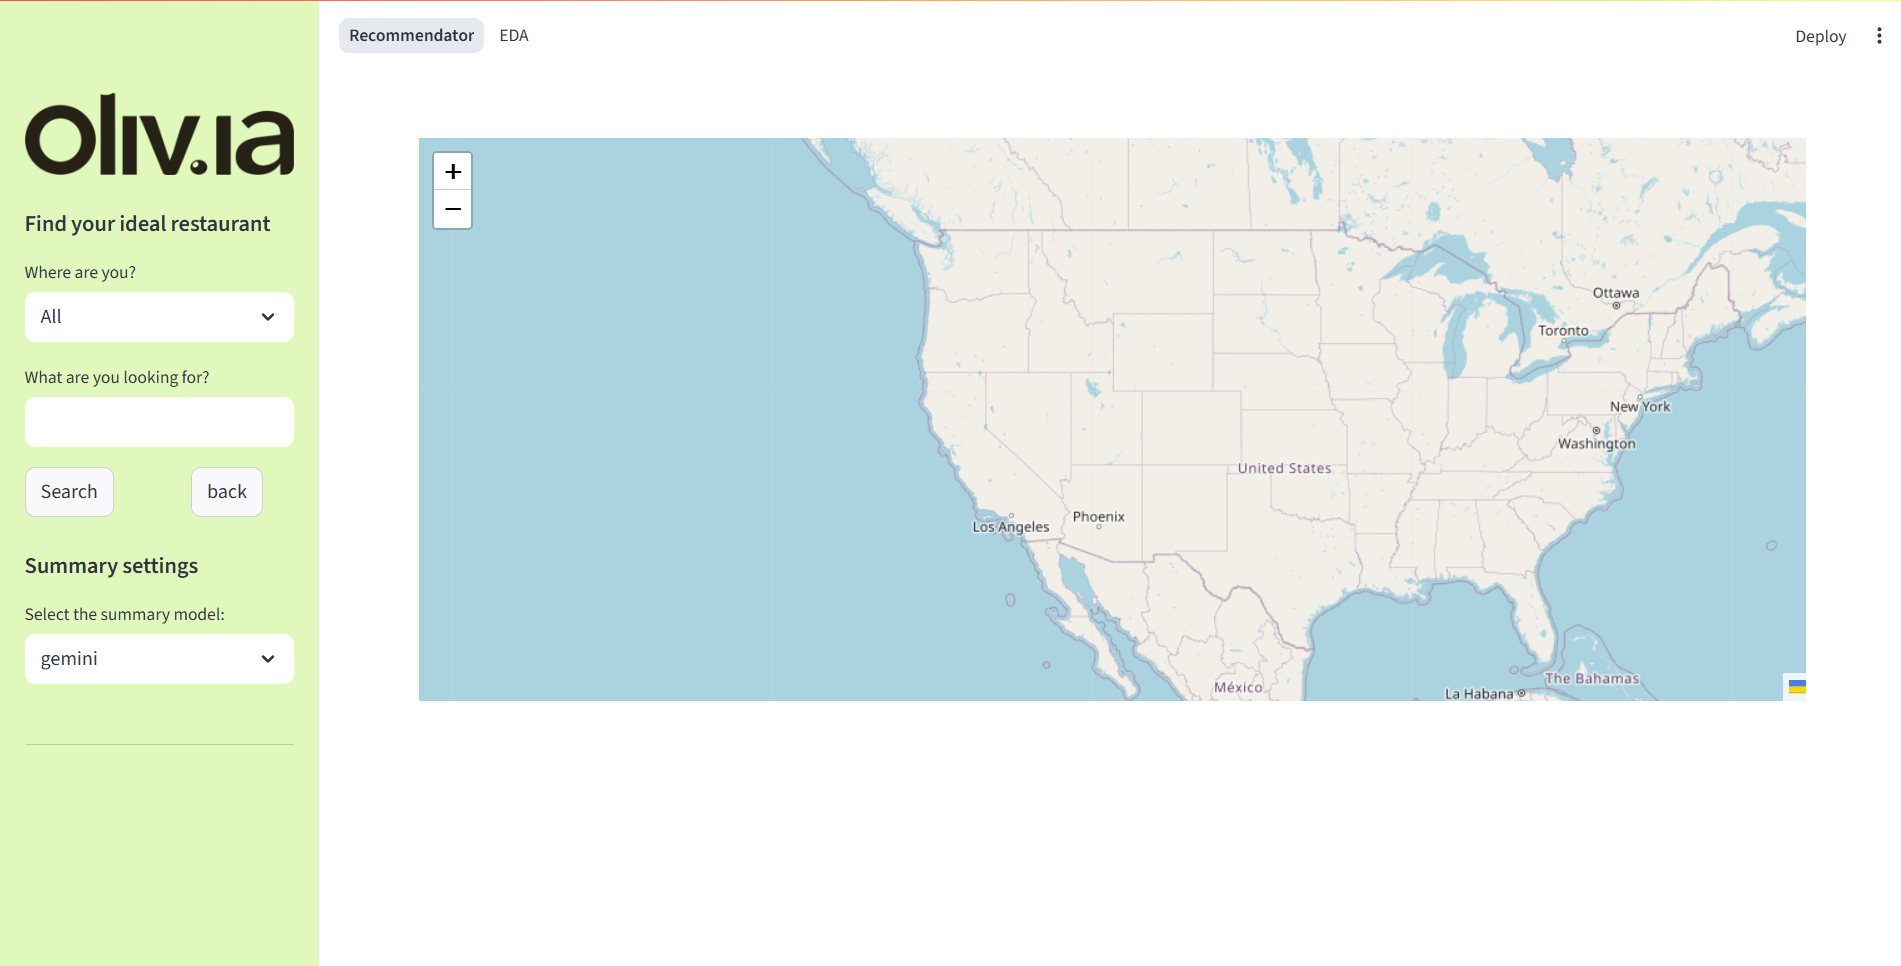 Recommendator
EDA
Deploy
oliv.ia
Find your ideal restaurant
Where are you?
All
What are you looking for?
Search
back
Summary settings
Select the summary model:
gemini
+
−
Ottawa
Toronto
New York
Washington
United States
Los Angeles
Phoenix
México
La Habana
The Bahamas